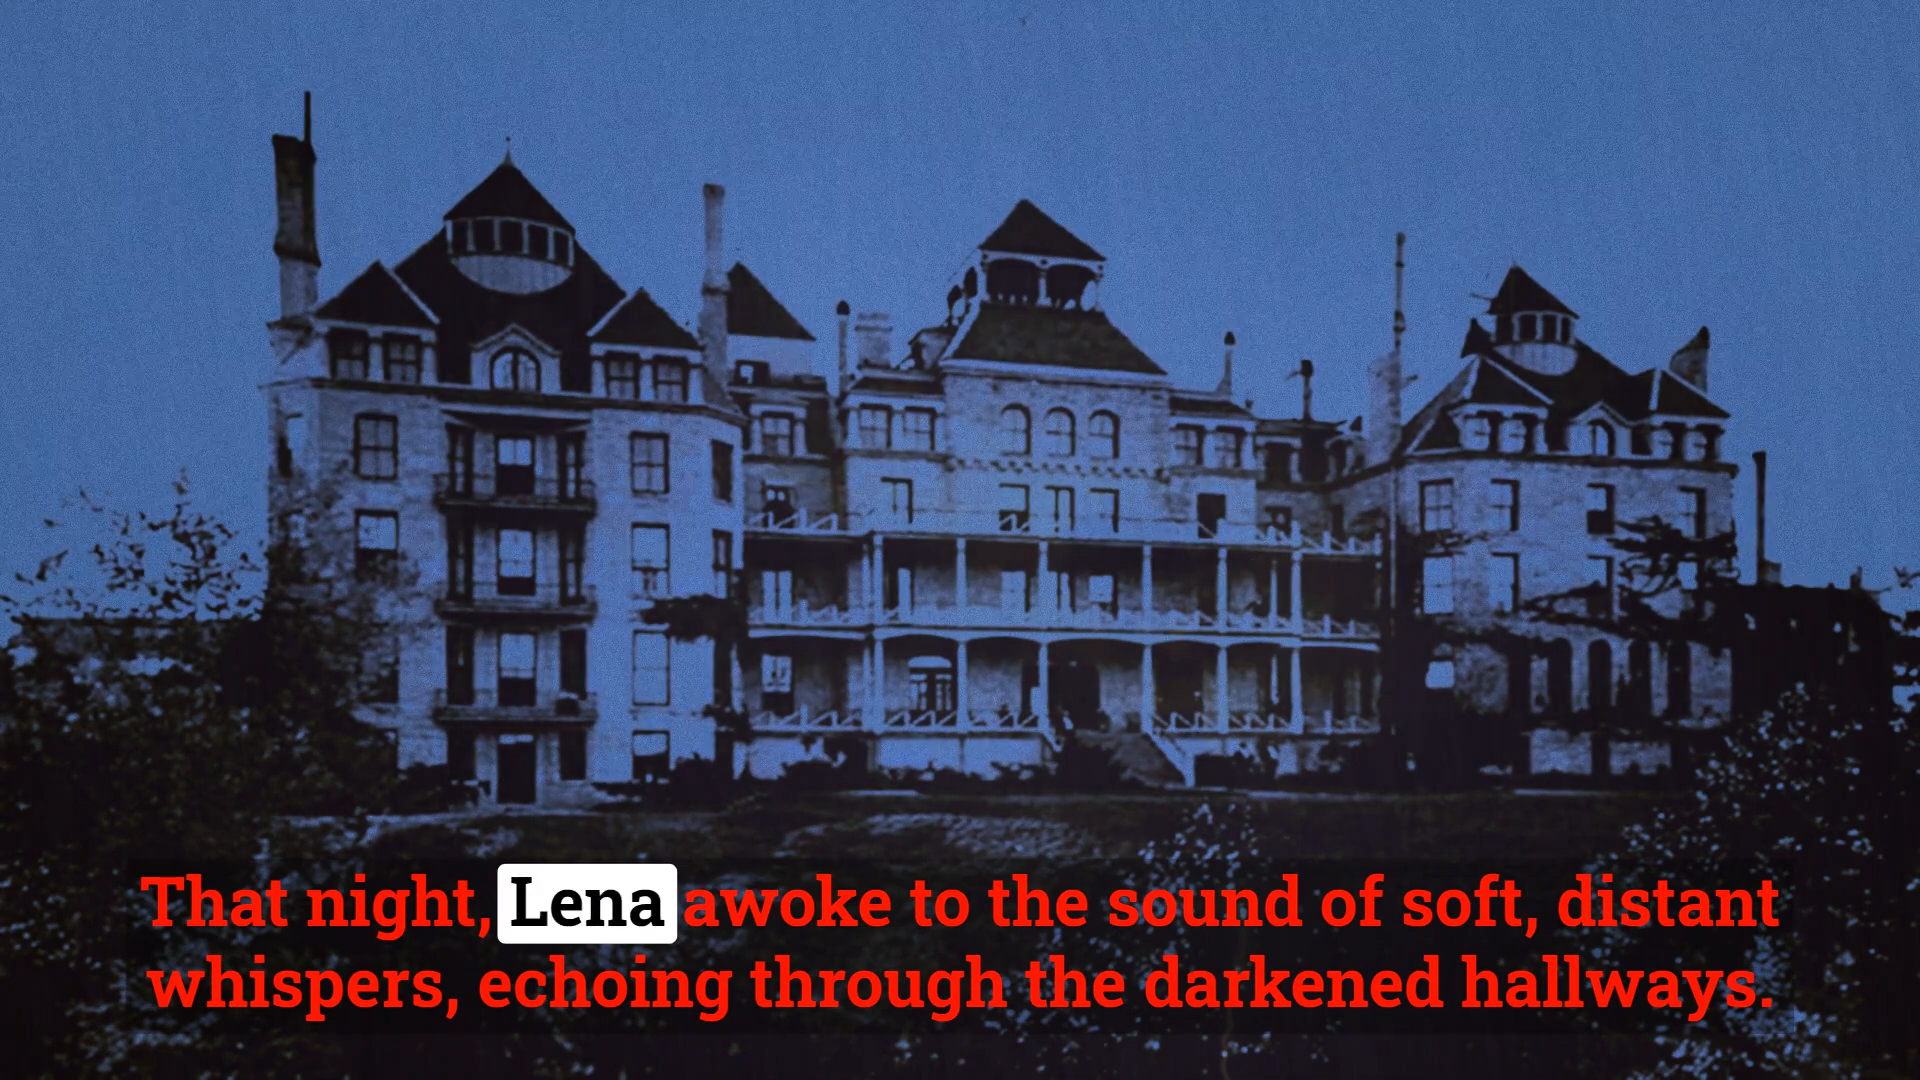 That night, Lena awoke to the sound of soft, distant
whispers, echoing through the darkened hallways.